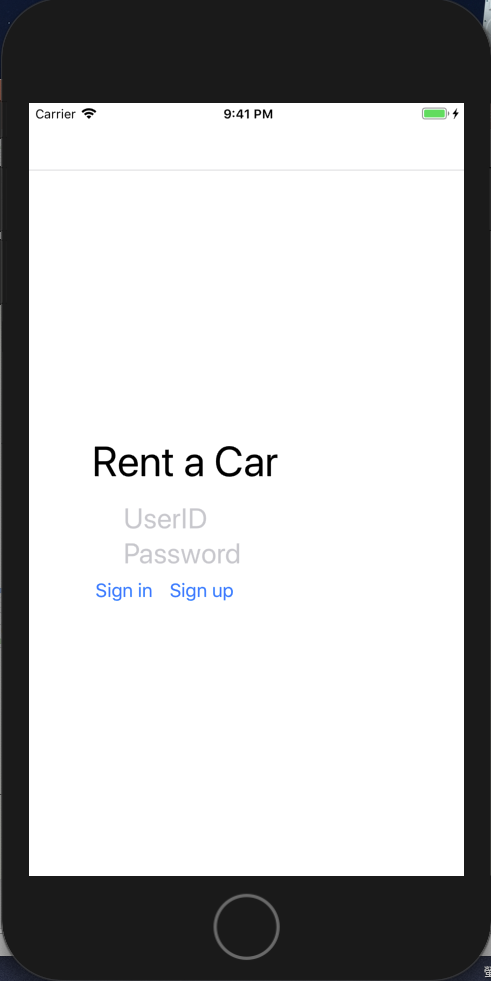 Carrier 9:41 PM
Rent a Car
UserID
Password
Sign in Sign up